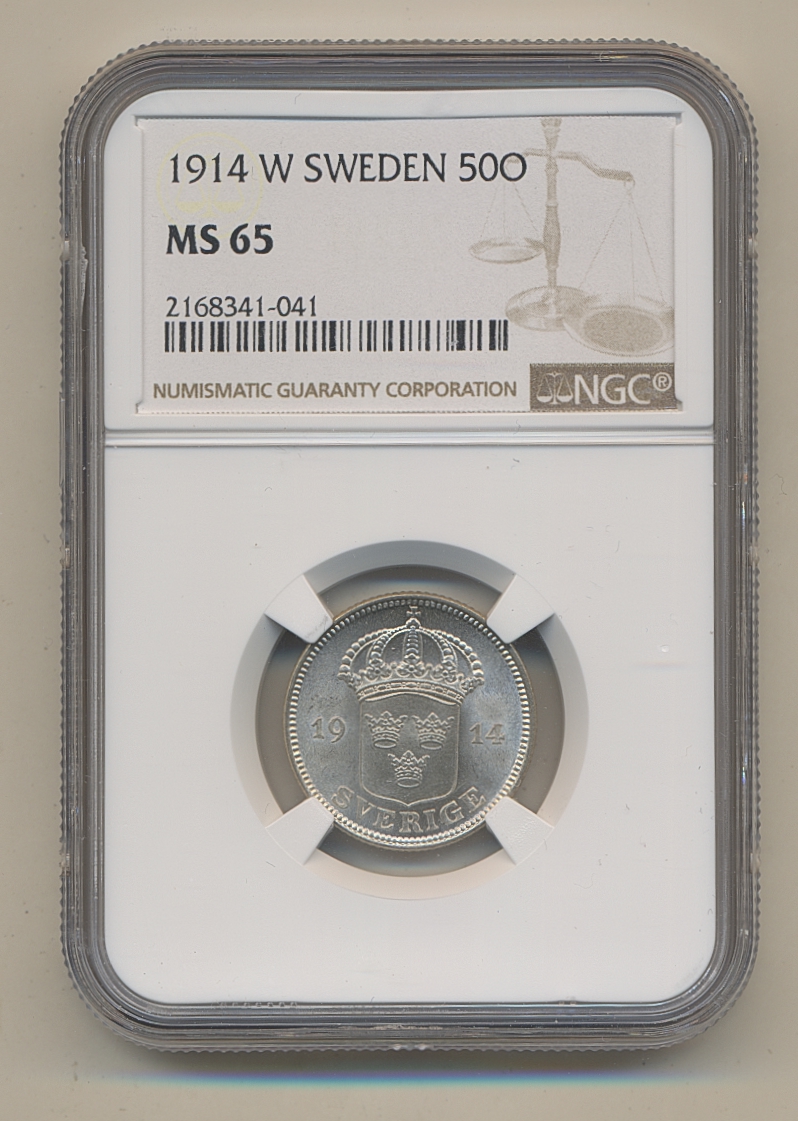 1914 W SWEDEN 50O
MS 65
2168341-041
NUMISMATIC GUARANTY CORPORATION
NGC®
19 14
SVERIGE